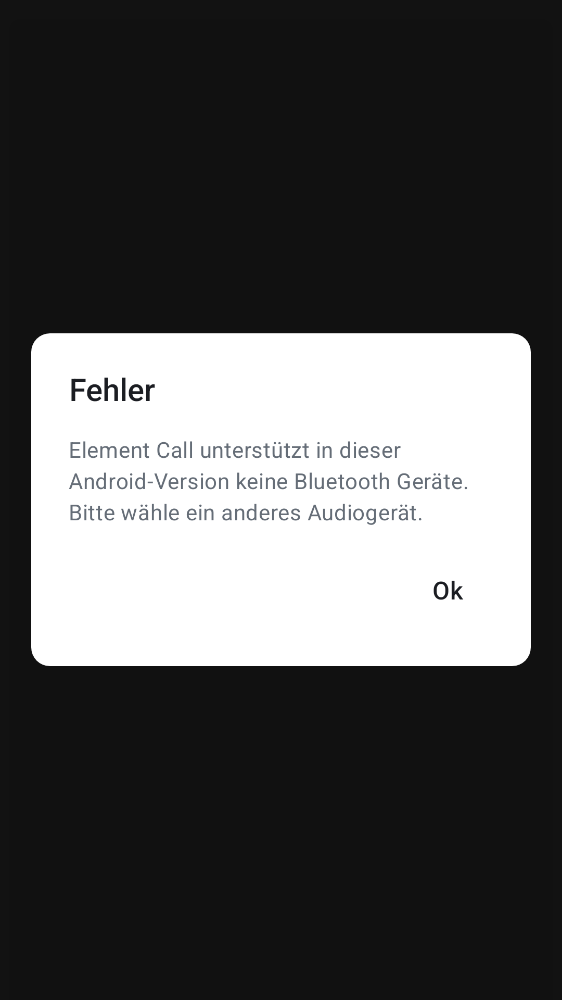 Fehler
Element Call unterstützt in dieser
Android-Version keine Bluetooth Geräte.
Bitte wähle ein anderes Audiogerät.
Ok